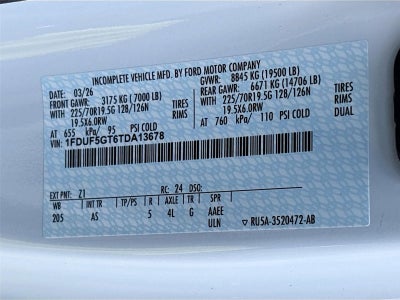 INCOMPLETE VEHICLE MFD. BY FORD MOTOR COMPANY
DATE: 03/26 GVWR: 8845 KG (19500 LB)
FRONT GAWR: 3175 KG ( 7000 LB) REAR GAWR: 6671 KG (14706 LB)
WITH WITH
225/70R19.5G 128/126N TIRES 225/70R19.5G 128/126N TIRES
19.5X6.0RW RIMS 19.5X6.0RW RIMS
AT 655 kPa/ 95 PSI COLD AT 760 kPa/ 110 PSI COLD
VIN: 1FDUF5GT6TDA13678
EXT PNT: Z1 RC: 24 DSO:
WB INT TR TP/PS R AXLE TR SPR
205 AS 5 4L G AAEE
ULN
RU5A-3520472-AB